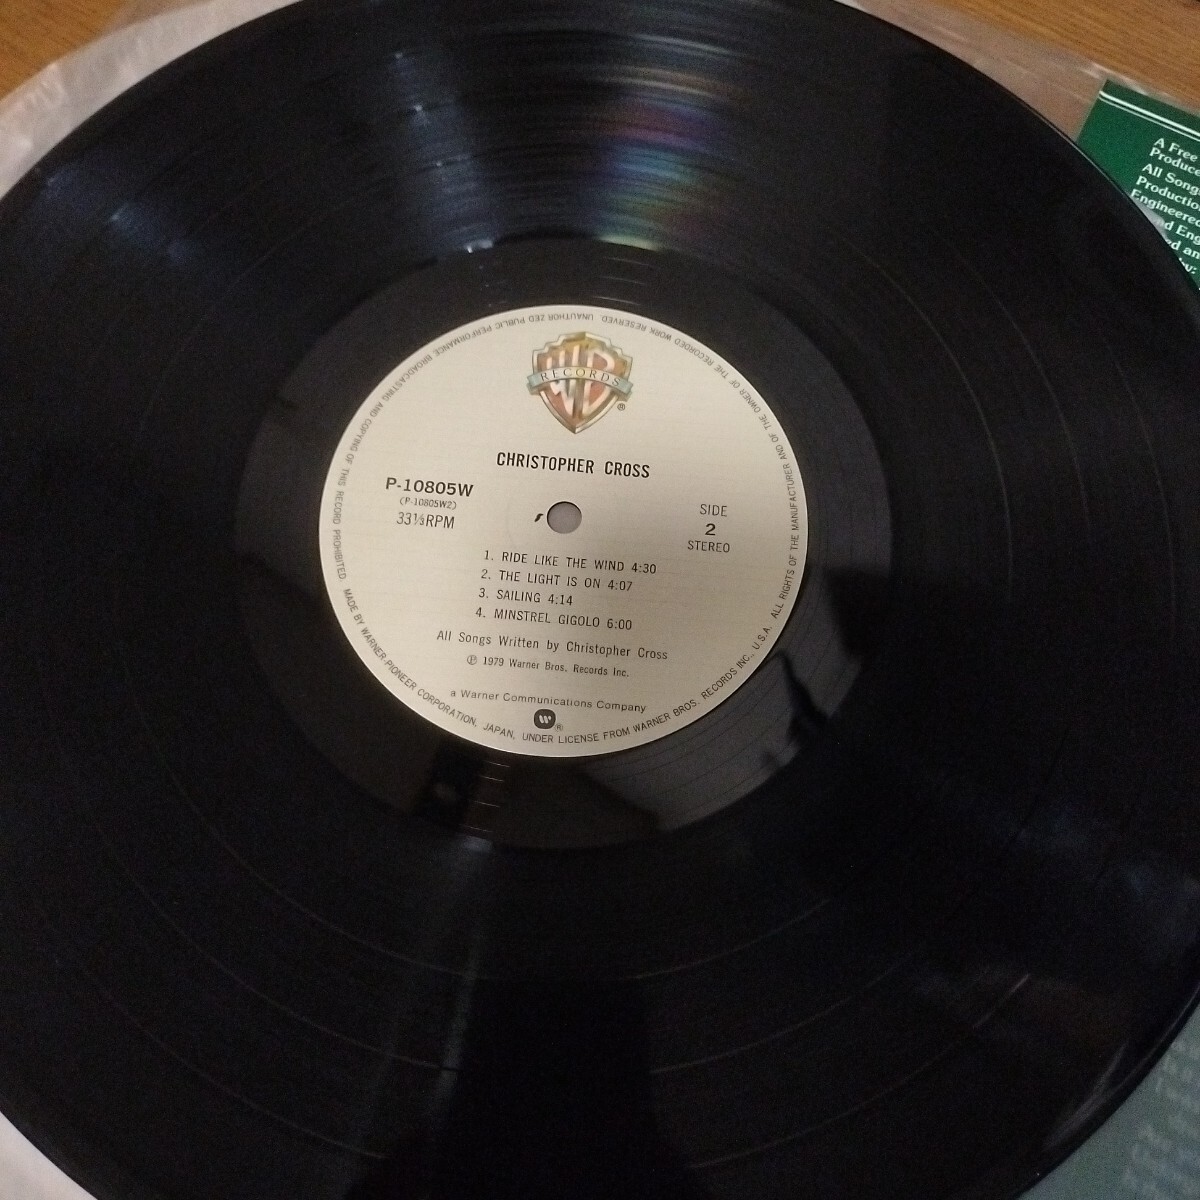 RECORDS
®
CHRISTOPHER CROSS
P-10805W
(P-10805W2)
33⅓RPM
SIDE
2
STEREO
1. RIDE LIKE THE WIND 4:30
2. THE LIGHT IS ON 4:07
3. SAILING 4:14
4. MINSTREL GIGOLO 6:00
All Songs Written by Christopher Cross
℗ 1979 Warner Bros. Records Inc.
a Warner Communications Company
®
MADE BY WARNER-PIONEER CORPORATION, JAPAN, UNDER LICENSE FROM WARNER BROS. RECORDS INC., U.S.A. ALL RIGHTS OF THE MANUFACTURER AND OF THE OWNER OF THE RECORDED WORK RESERVED. UNAUTHORIZED PUBLIC PERFORMANCE BROADCASTING AND COPYING OF THIS RECORD PROHIBITED.
A Free
Produce
All Songs
Productio
Engineered
Eng